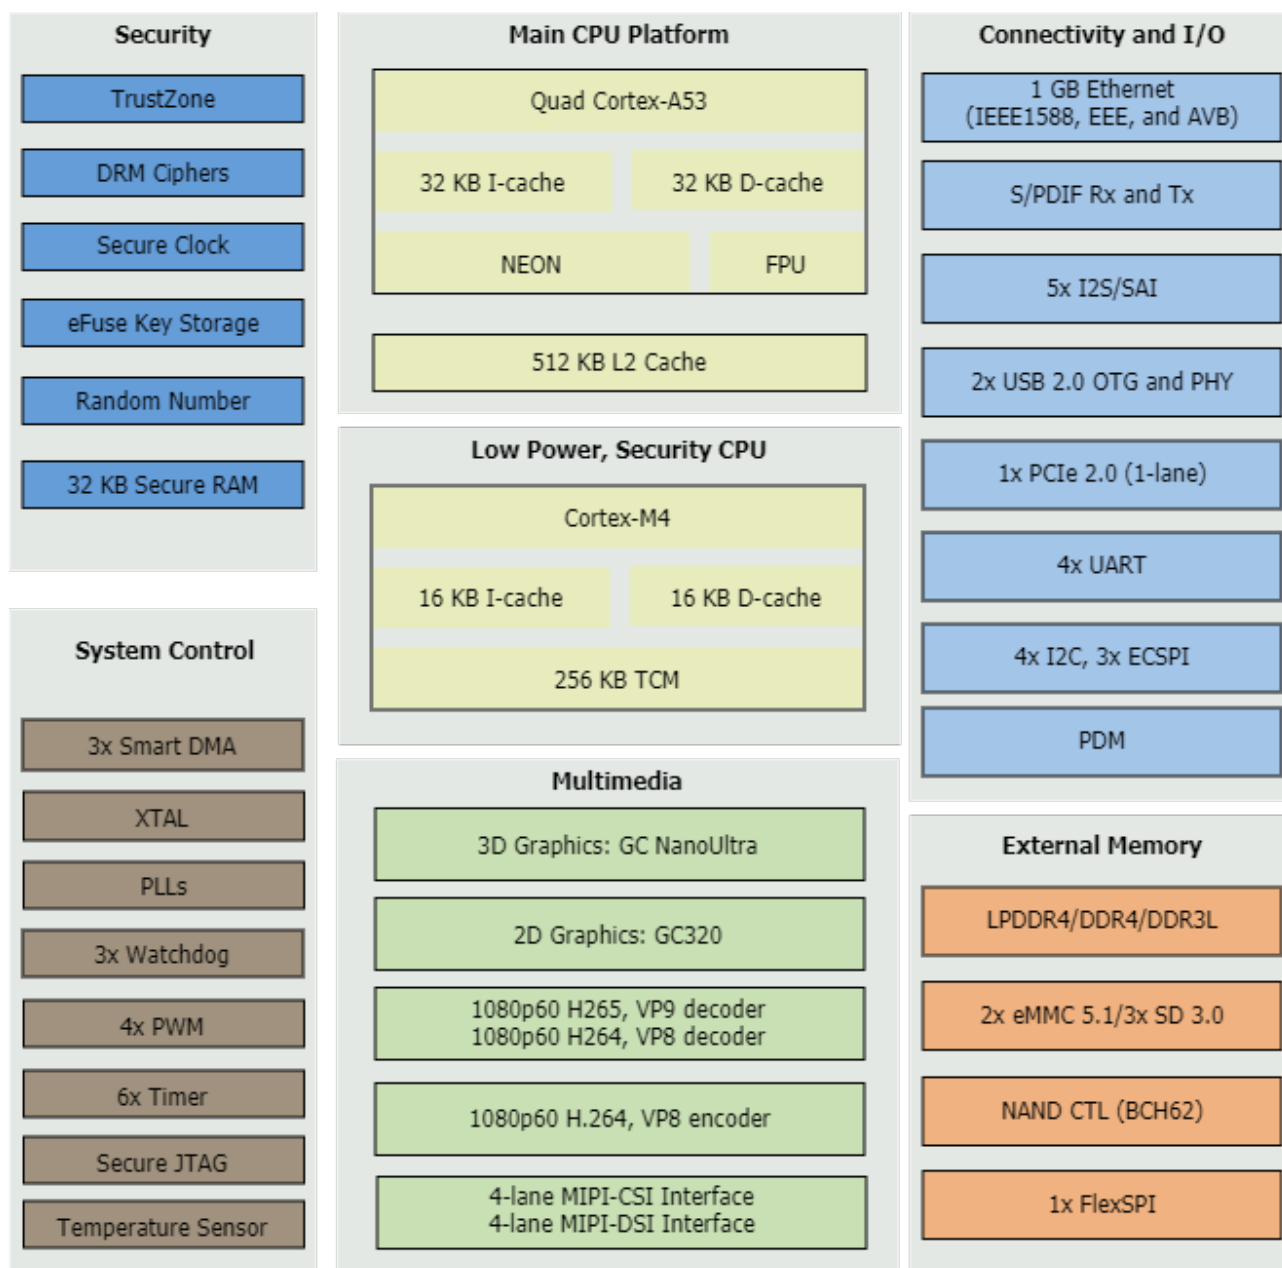 Security
TrustZone
DRM Ciphers
Secure Clock
eFuse Key Storage
Random Number
32 KB Secure RAM
System Control
3x Smart DMA
XTAL
PLLs
3x Watchdog
4x PWM
6x Timer
Secure JTAG
Temperature Sensor
Main CPU Platform
Quad Cortex-A53
32 KB I-cache
32 KB D-cache
NEON
FPU
512 KB L2 Cache
Low Power, Security CPU
Cortex-M4
16 KB I-cache
16 KB D-cache
256 KB TCM
Multimedia
3D Graphics: GC NanoUltra
2D Graphics: GC320
1080p60 H265, VP9 decoder
1080p60 H264, VP8 decoder
1080p60 H.264, VP8 encoder
4-lane MIPI-CSI Interface
4-lane MIPI-DSI Interface
Connectivity and I/O
1 GB Ethernet
(IEEE1588, EEE, and AVB)
S/PDIF Rx and Tx
5x I2S/SAI
2x USB 2.0 OTG and PHY
1x PCIe 2.0 (1-lane)
4x UART
4x I2C, 3x ECSPI
PDM
External Memory
LPDDR4/DDR4/DDR3L
2x eMMC 5.1/3x SD 3.0
NAND CTL (BCH62)
1x FlexSPI